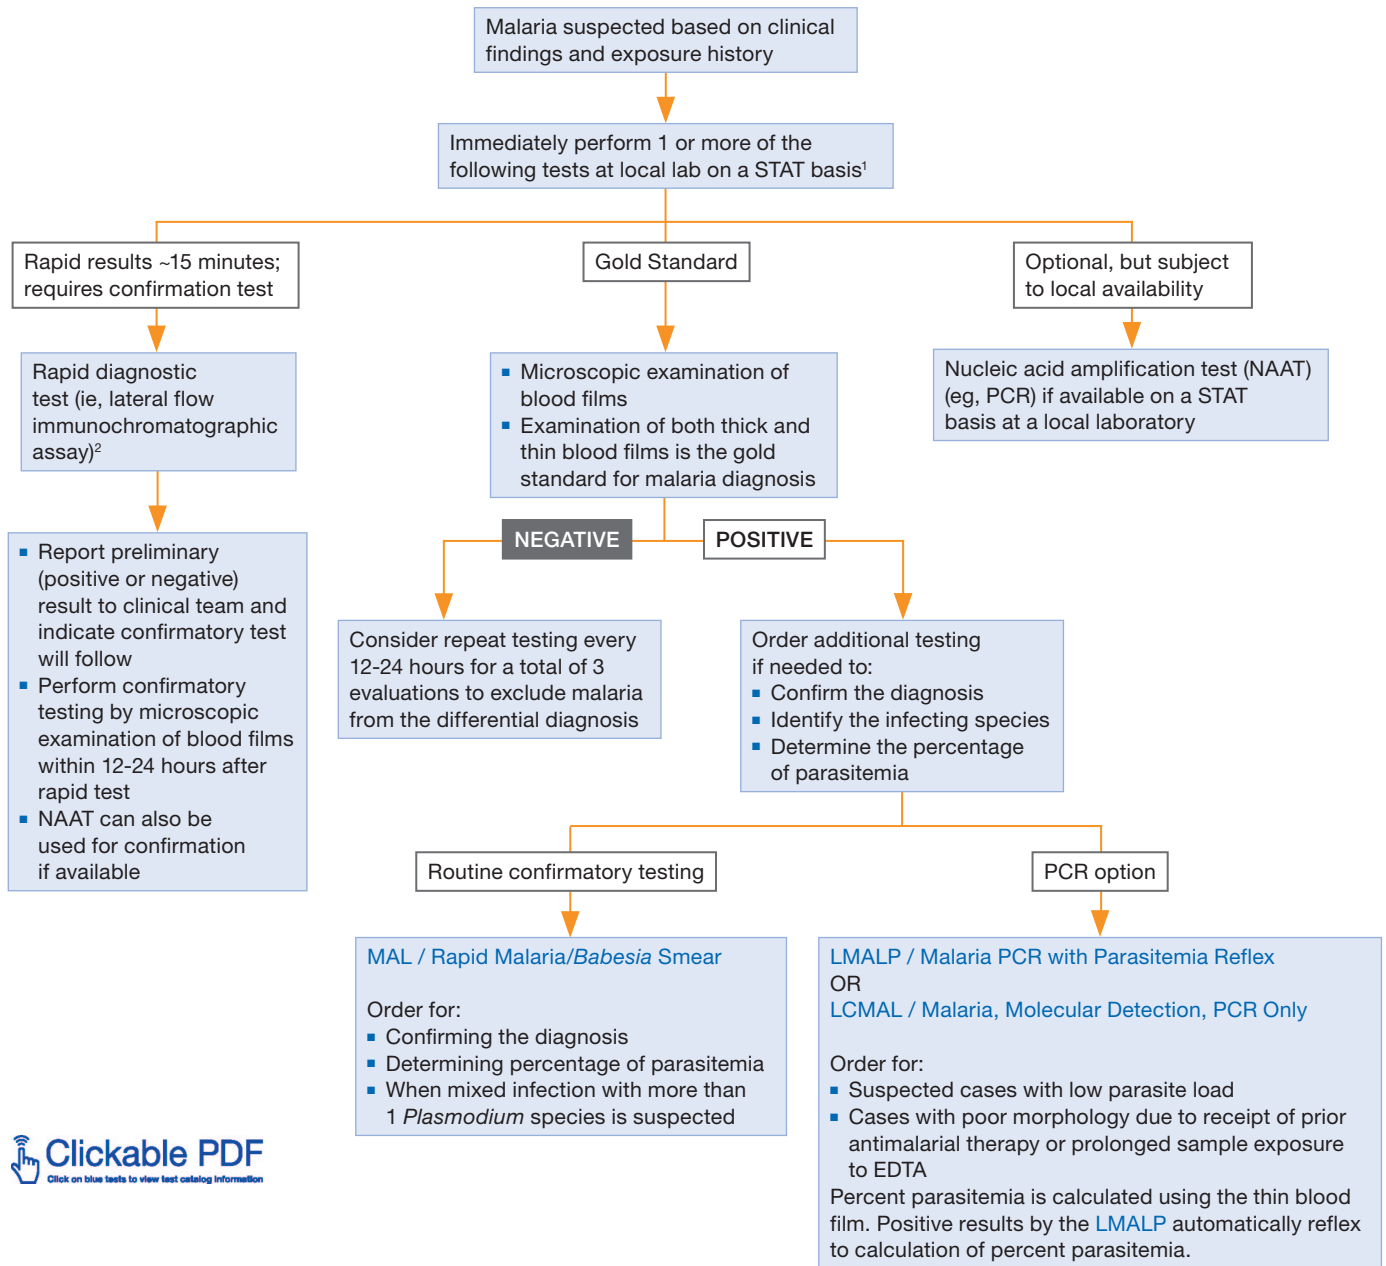 Malaria suspected based on clinical
findings and exposure history
Immediately perform 1 or more of the
following tests at local lab on a STAT basis¹
Rapid results ~15 minutes;
requires confirmation test
Gold Standard
Optional, but subject
to local availability
Rapid diagnostic
test (ie, lateral flow
immunochromatographic
assay)²
▪ Microscopic examination of
blood films
▪ Examination of both thick and
thin blood films is the gold
standard for malaria diagnosis
Nucleic acid amplification test (NAAT)
(eg, PCR) if available on a STAT
basis at a local laboratory
▪ Report preliminary
(positive or negative)
result to clinical team and
indicate confirmatory test
will follow
▪ Perform confirmatory
testing by microscopic
examination of blood films
within 12-24 hours after
rapid test
▪ NAAT can also be
used for confirmation
if available
NEGATIVE
POSITIVE
Consider repeat testing every
12-24 hours for a total of 3
evaluations to exclude malaria
from the differential diagnosis
Order additional testing
if needed to:
▪ Confirm the diagnosis
▪ Identify the infecting species
▪ Determine the percentage
of parasitemia
Routine confirmatory testing
PCR option
MAL / Rapid Malaria/Babesia Smear
Order for:
▪ Confirming the diagnosis
▪ Determining percentage of parasitemia
▪ When mixed infection with more than
1 Plasmodium species is suspected
LMALP / Malaria PCR with Parasitemia Reflex
OR
LCMAL / Malaria, Molecular Detection, PCR Only
Order for:
▪ Suspected cases with low parasite load
▪ Cases with poor morphology due to receipt of prior
antimalarial therapy or prolonged sample exposure
to EDTA
Percent parasitemia is calculated using the thin blood
film. Positive results by the LMALP automatically reflex
to calculation of percent parasitemia.
Clickable PDF
Click on blue tests to view test catalog information